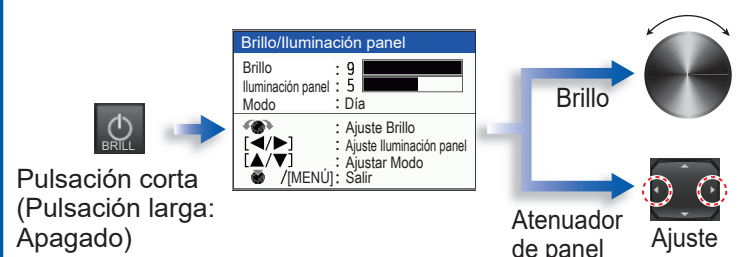 BRILL
Pulsación corta
(Pulsación larga:
Apagado)
Brillo/Iluminación panel
Brillo : 9
Iluminación panel : 5
Modo : Día
: Ajuste Brillo
[◀/▶] : Ajuste Iluminación panel
[▲/▼] : Ajustar Modo
/[MENÚ] : Salir
Brillo
Atenuador
de panel
Ajuste